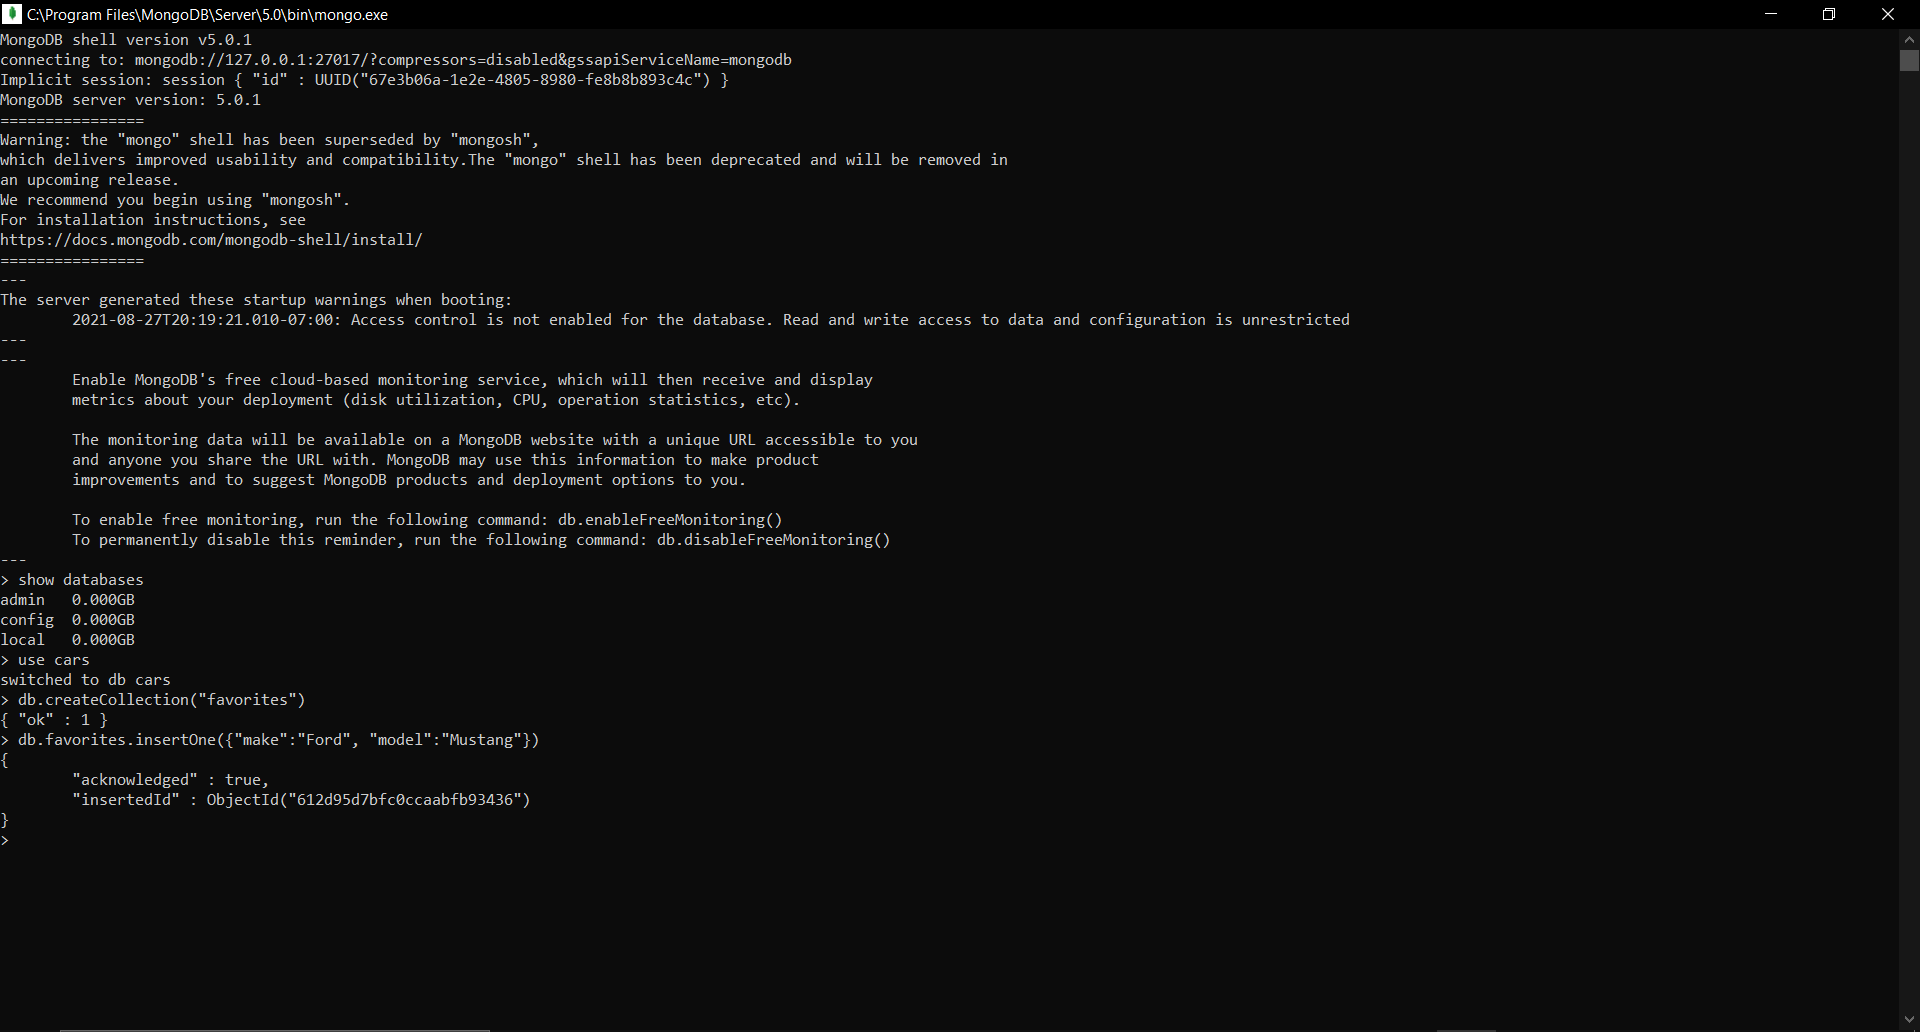 C:\Program Files\MongoDB\Server\5.0\bin\mongo.exe
MongoDB shell version v5.0.1
connecting to: mongodb://127.0.0.1:27017/?compressors=disabled&gssapiServiceName=mongodb
Implicit session: session { "id" : UUID("67e3b06a-1e2e-4805-8980-fe8b8b893c4c") }
MongoDB server version: 5.0.1
================
Warning: the "mongo" shell has been superseded by "mongosh",
which delivers improved usability and compatibility.The "mongo" shell has been deprecated and will be removed in
an upcoming release.
We recommend you begin using "mongosh".
For installation instructions, see
https://docs.mongodb.com/mongodb-shell/install/
================
---
The server generated these startup warnings when booting:
        2021-08-27T20:19:21.010-07:00: Access control is not enabled for the database. Read and write access to data and configuration is unrestricted
---
---
        Enable MongoDB's free cloud-based monitoring service, which will then receive and display
        metrics about your deployment (disk utilization, CPU, operation statistics, etc).

        The monitoring data will be available on a MongoDB website with a unique URL accessible to you
        and anyone you share the URL with. MongoDB may use this information to make product
        improvements and to suggest MongoDB products and deployment options to you.

        To enable free monitoring, run the following command: db.enableFreeMonitoring()
        To permanently disable this reminder, run the following command: db.disableFreeMonitoring()
---
> show databases
admin   0.000GB
config  0.000GB
local   0.000GB
> use cars
switched to db cars
> db.createCollection("favorites")
{ "ok" : 1 }
> db.favorites.insertOne({"make":"Ford", "model":"Mustang"})
{
        "acknowledged" : true,
        "insertedId" : ObjectId("612d95d7bfc0ccaabfb93436")
}
>